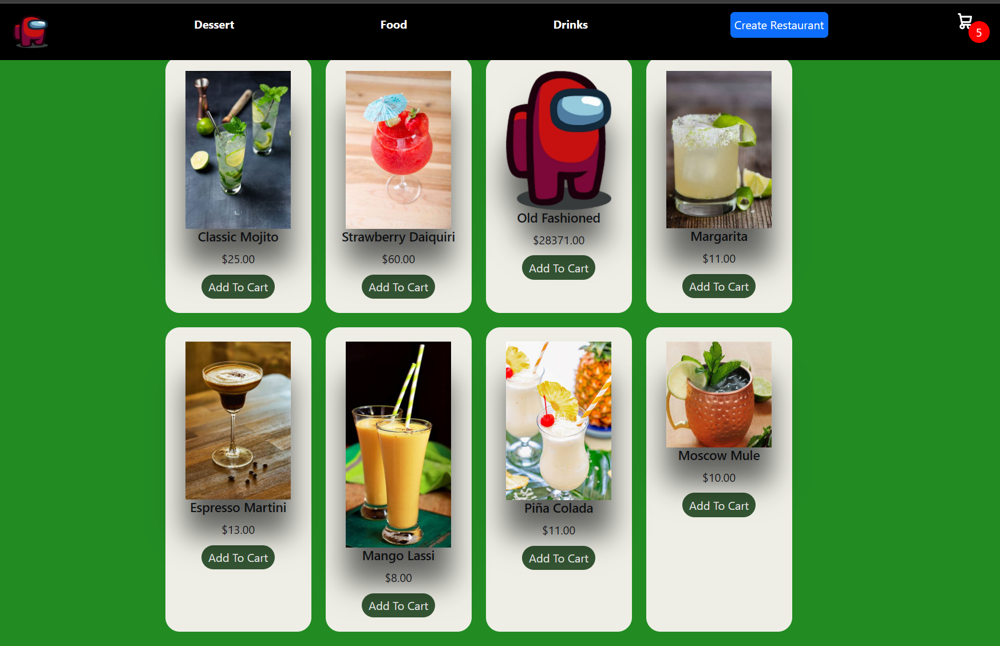 Dessert
Food
Drinks
Create Restaurant
5
Classic Mojito
$25.00
Add To Cart
Strawberry Daiquiri
$60.00
Add To Cart
Old Fashioned
$28371.00
Add To Cart
Margarita
$11.00
Add To Cart
Espresso Martini
$13.00
Add To Cart
Mango Lassi
$8.00
Add To Cart
Piña Colada
$11.00
Add To Cart
Moscow Mule
$10.00
Add To Cart